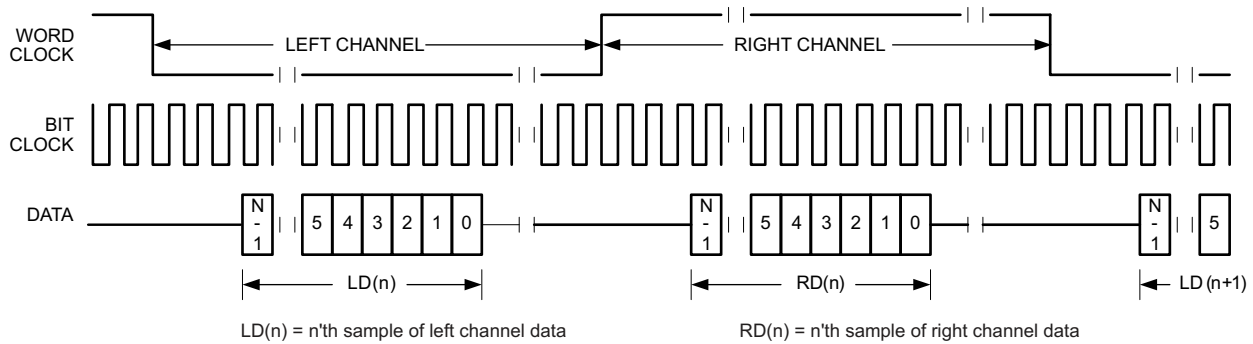 WORD
CLOCK
LEFT CHANNEL
RIGHT CHANNEL
BIT
CLOCK
DATA
N
-
1
5 4 3 2 1 0
N
-
1
5 4 3 2 1 0
N
-
1
5
LD(n)
RD(n)
LD (n+1)
LD(n) = n'th sample of left channel data
RD(n) = n'th sample of right channel data